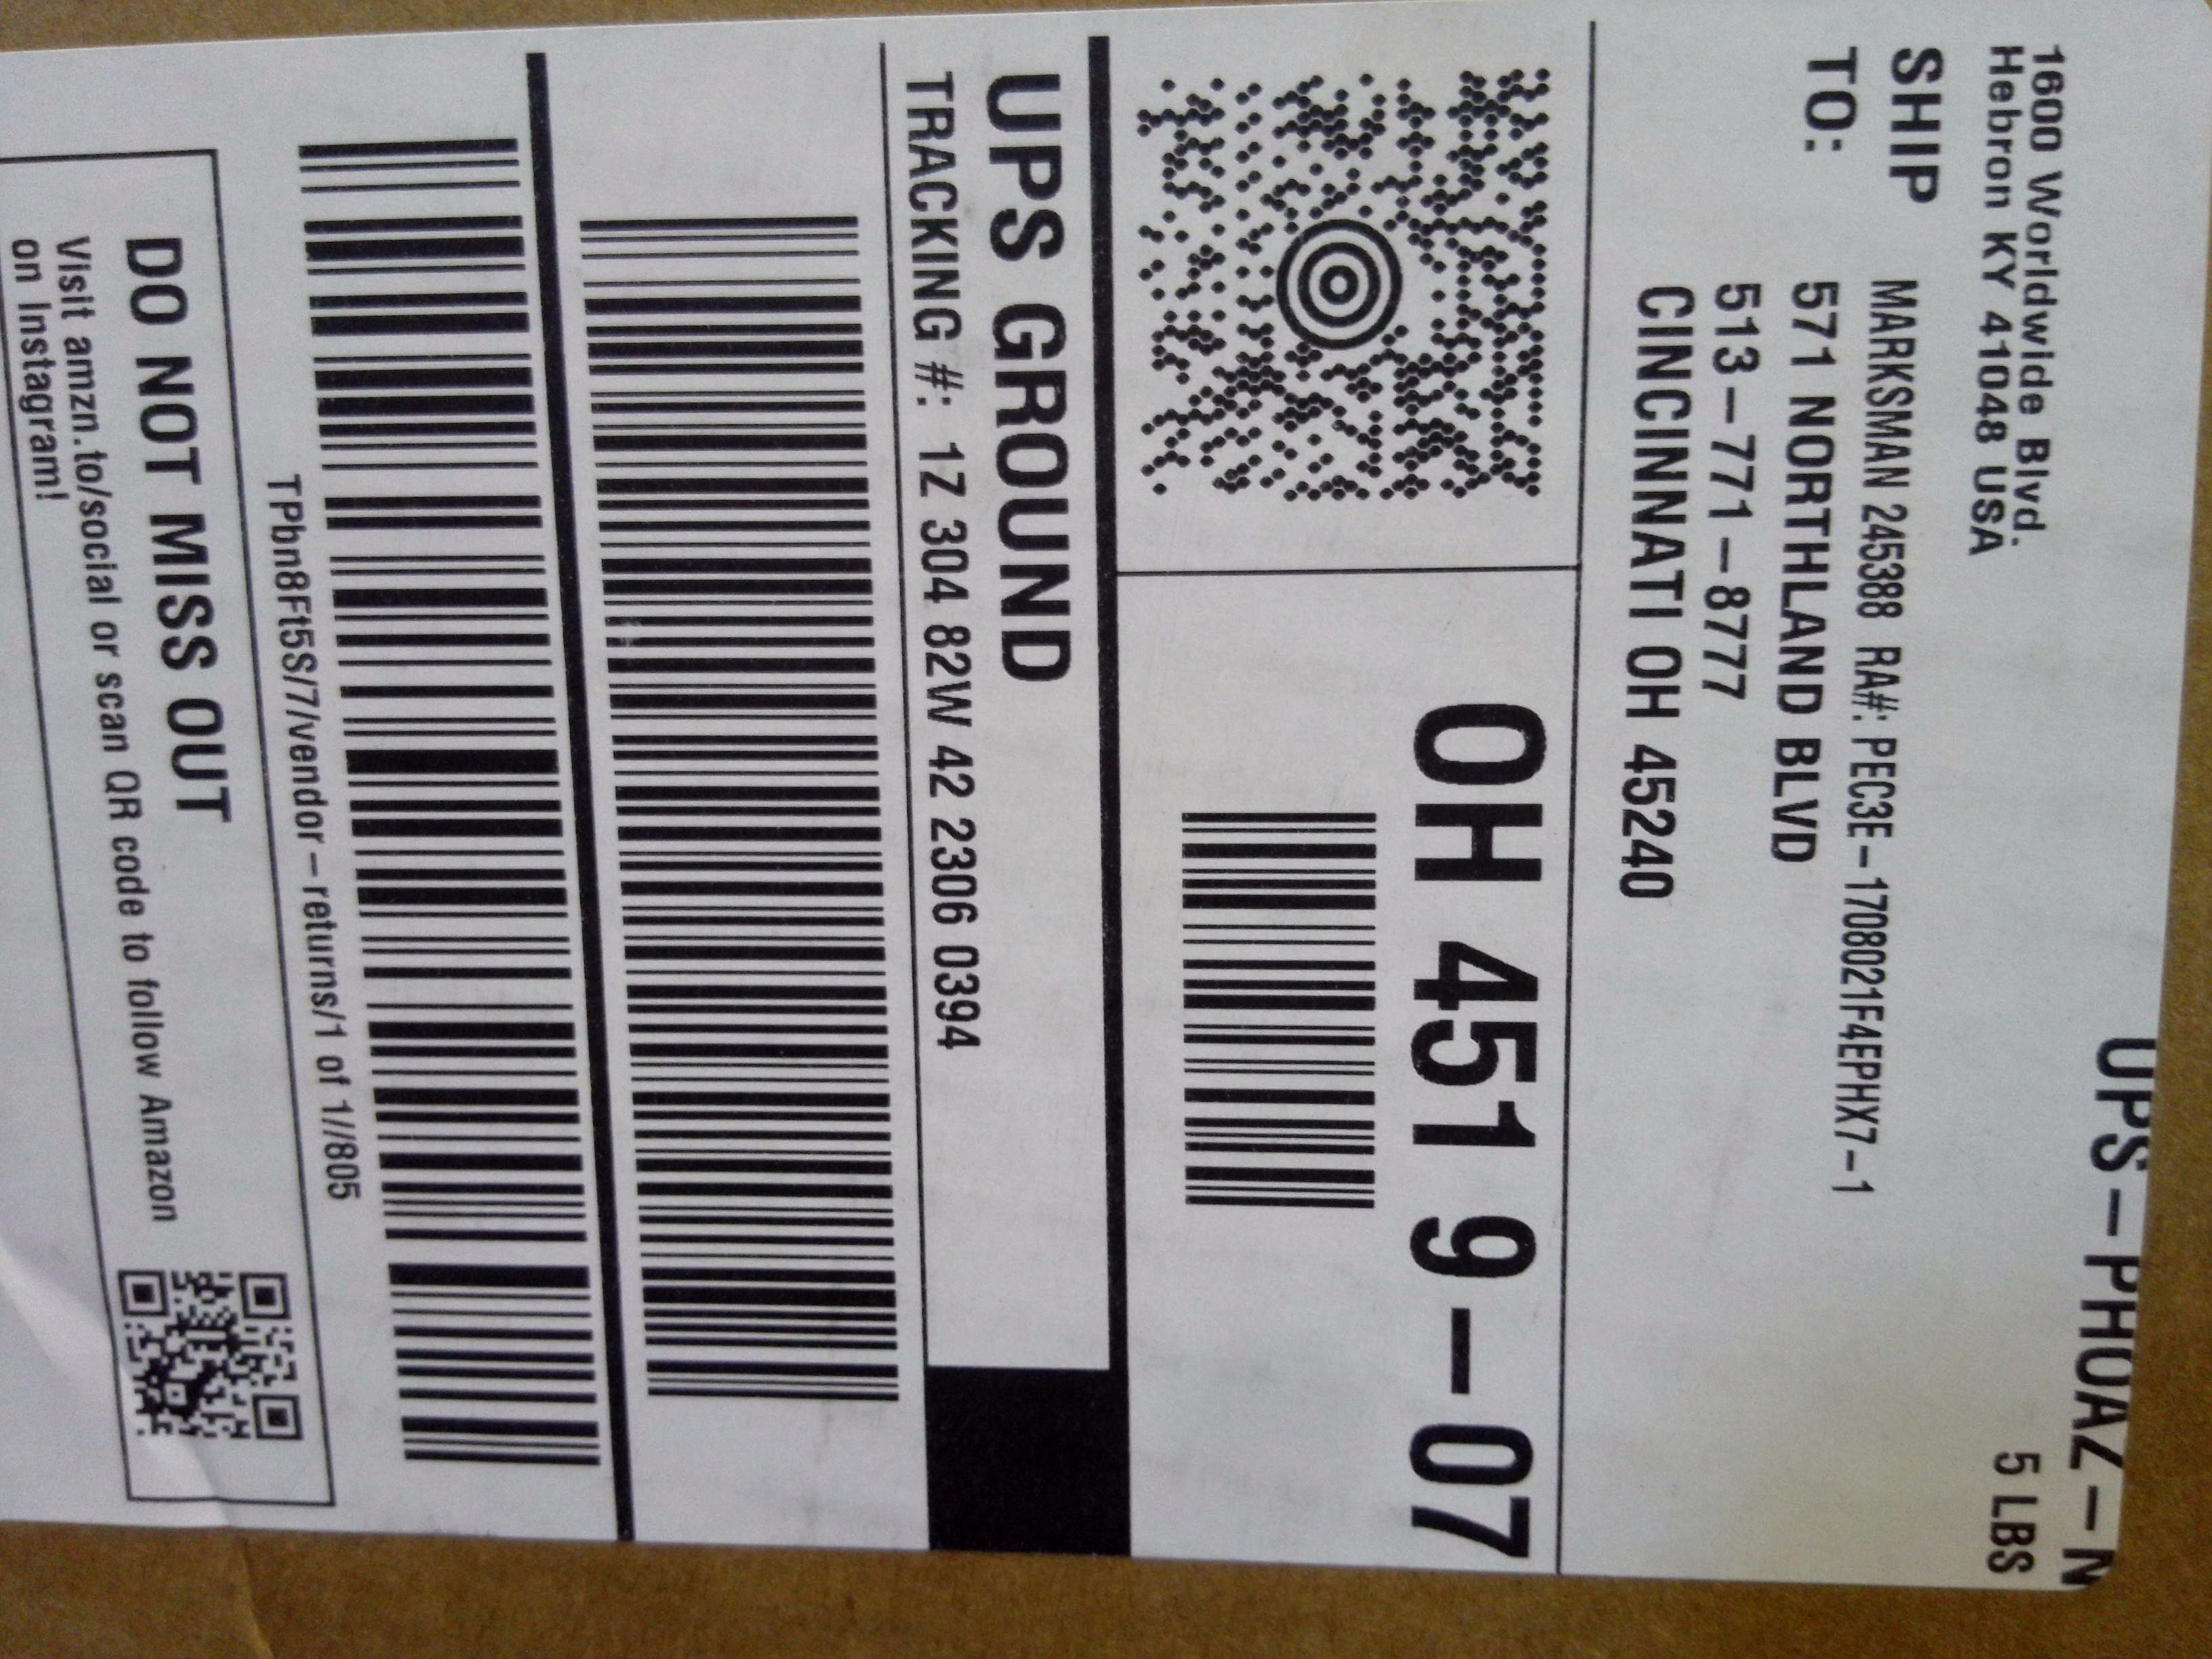 UPS-PHOAZ-N
5 LBS
1600 Worldwide Blvd.
Hebron KY 41048 USA
SHIP
TO:
MARKSMAN 245388 RA#: PEC3E-1708021F4EPHX7-1
571 NORTHLAND BLVD
513-771-8777
CINCINNATI OH 45240
OH 451 9-07
UPS GROUND
TRACKING #: 1Z 304 82W 42 2306 0394
TPbn8Ft5S/7/vendor-returns/1 of 1//805
DO NOT MISS OUT
Visit amzn.to/social or scan QR code to follow Amazon
on Instagram!